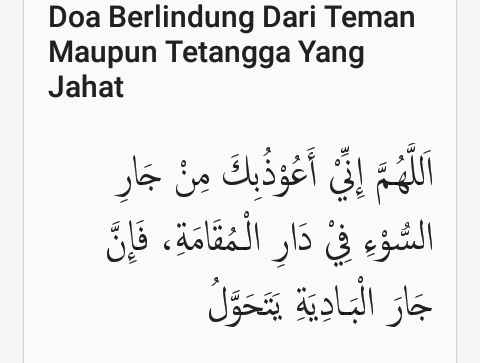 Doa Berlindung Dari Teman
Maupun Tetangga Yang
Jahat
اَللَّهُمَّ إِنِّيْ أَعُوْذُبِكَ مِنْ جَارِ
السُّوْءِ فِيْ دَارِ الْمُقَامَةِ، فَإِنَّ
جَارَ الْبَادِيَةِ يَتَحَوَّلُ